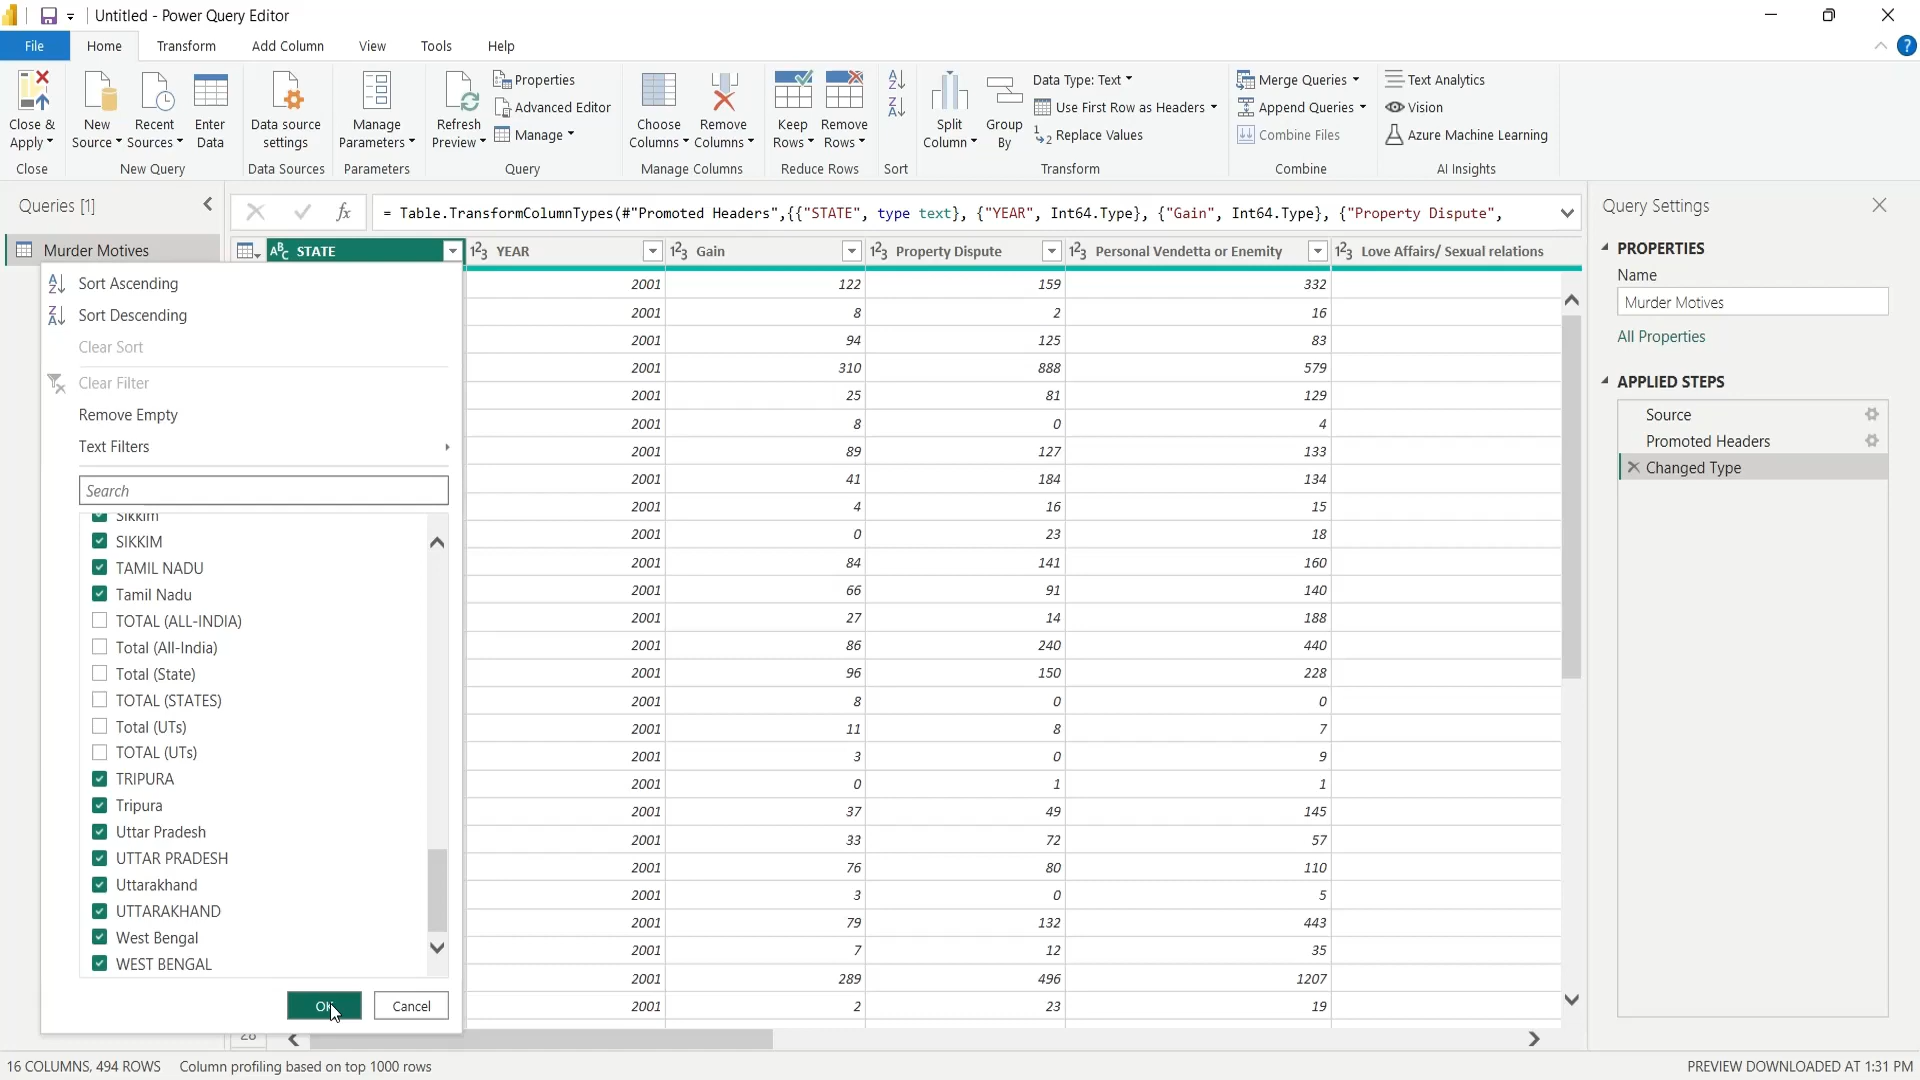 Untitled - Power Query Editor
File Home Transform Add Column View Tools Help
Close & Apply
New Source
Recent Sources
Enter Data
Data source settings
Manage Parameters
Refresh Preview
Properties
Advanced Editor
Manage
Choose Columns
Remove Columns
Keep Rows
Remove Rows
Split Column
Group By
Data Type: Text
Use First Row as Headers
Replace Values
Merge Queries
Append Queries
Combine Files
Text Analytics
Vision
Azure Machine Learning
Close New Query Data Sources Parameters Query Manage Columns Reduce Rows Sort Transform Combine AI Insights
Queries [1]
Murder Motives
= Table.TransformColumnTypes(#"Promoted Headers",{{"STATE", type text}, {"YEAR", Int64.Type}, {"Gain", Int64.Type}, {"Property Dispute",
STATE YEAR Gain Property Dispute Personal Vendetta or Enemity Love Affairs/ Sexual relations
Sort Ascending
Sort Descending
Clear Sort
Clear Filter
Remove Empty
Text Filters
Search
Sikkim
SIKKIM
TAMIL NADU
Tamil Nadu
TOTAL (ALL-INDIA)
Total (All-India)
Total (State)
TOTAL (STATES)
Total (UTs)
TOTAL (UTs)
TRIPURA
Tripura
Uttar Pradesh
UTTAR PRADESH
Uttarakhand
UTTARAKHAND
West Bengal
WEST BENGAL
Cancel
2001 122 159 332
2001 8 2 16
2001 94 125 83
2001 310 888 579
2001 25 81 129
2001 8 0 4
2001 89 127 133
2001 41 184 134
2001 4 16 15
2001 0 23 18
2001 84 141 160
2001 66 91 140
2001 27 14 188
2001 86 240 440
2001 96 150 228
2001 8 0 0
2001 11 8 7
2001 3 0 9
2001 0 1 1
2001 37 49 145
2001 33 72 57
2001 76 80 110
2001 3 0 5
2001 79 132 443
2001 7 12 35
2001 289 496 1207
2001 2 23 19
Query Settings
PROPERTIES
Name
Murder Motives
All Properties
APPLIED STEPS
Source
Promoted Headers
Changed Type
16 COLUMNS, 494 ROWS Column profiling based on top 1000 rows
PREVIEW DOWNLOADED AT 1:31 PM